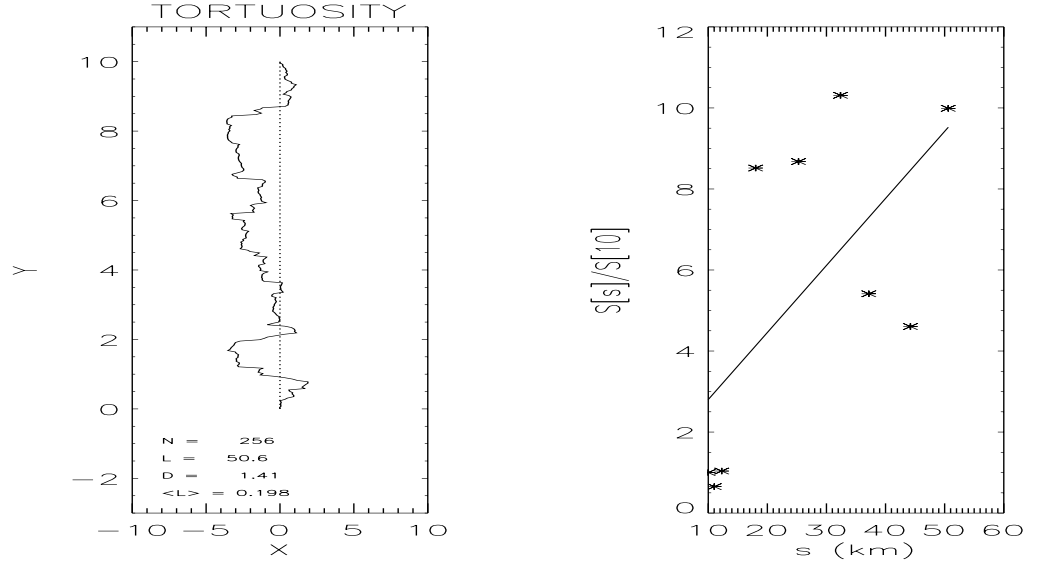 TORTUOSITY
10
8
6
4
2
0
−2
Y
N = 256
L = 50.6
D = 1.41
<L> = 0.198
−10 −5 0 5 10
X
12
10
8
6
4
2
0
S[s]/S[10]
10 20 30 40 50 60
s (km)